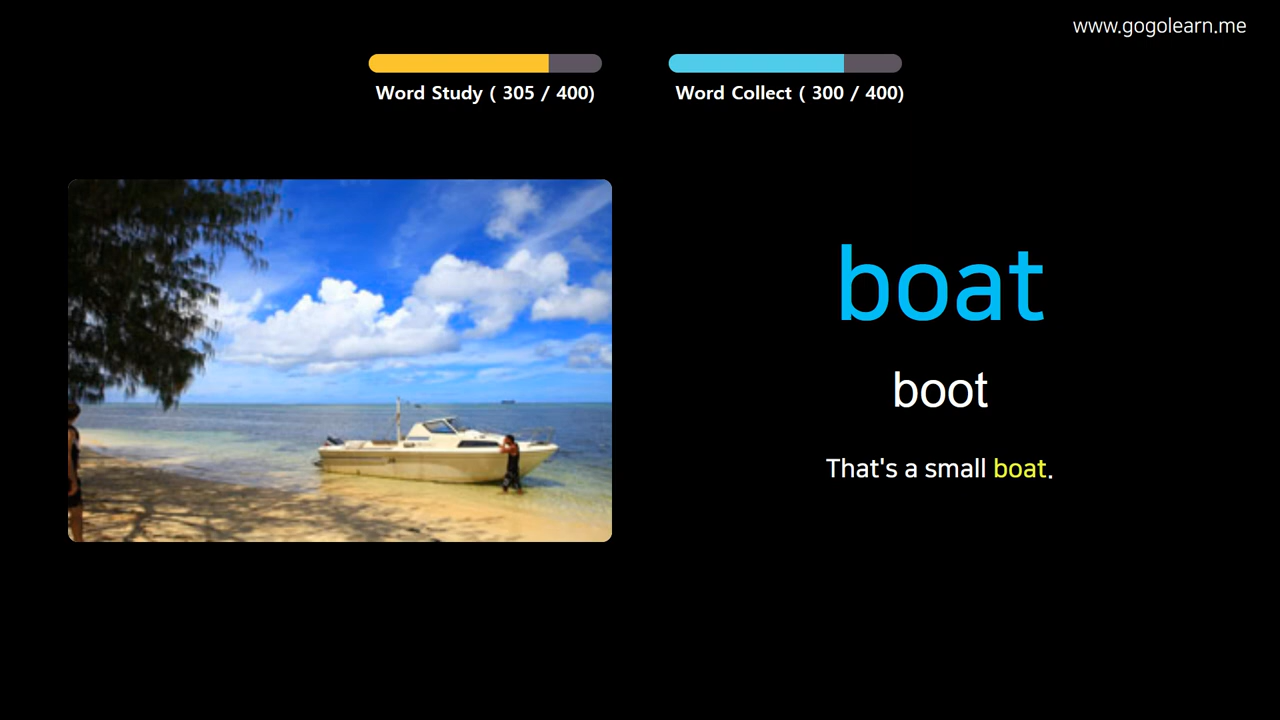 www.gogolearn.me
Word Study ( 305 / 400)
Word Collect ( 300 / 400)
boat
boot
That's a small boat.